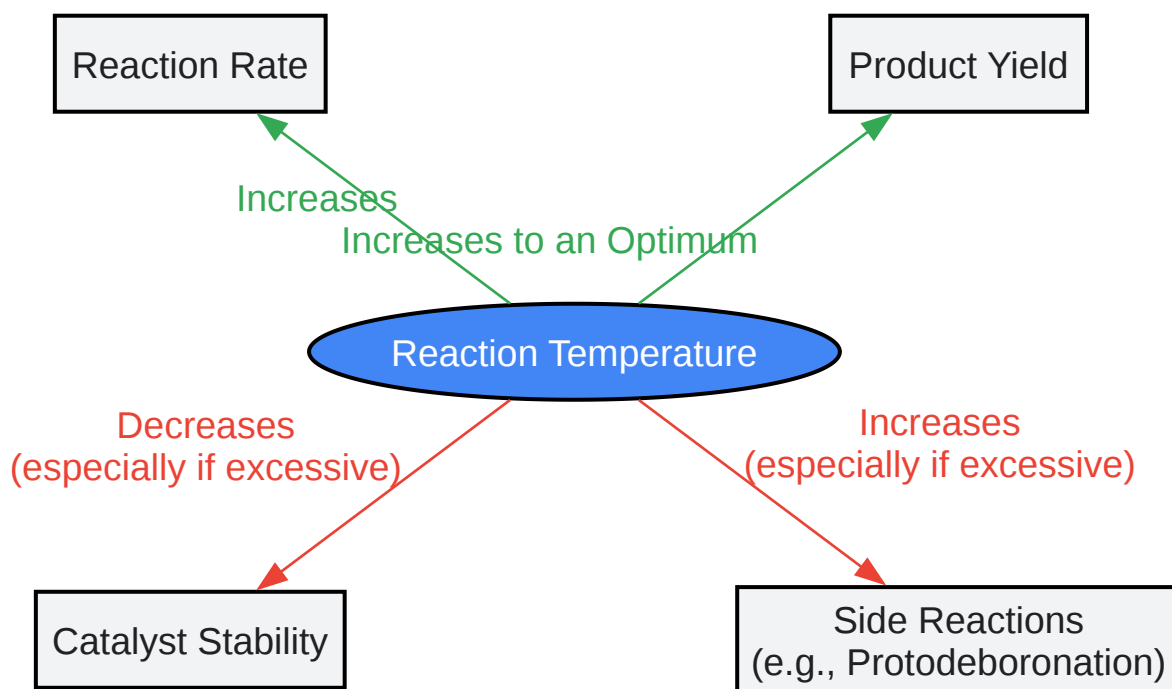 Reaction Rate
Product Yield
Increases
Increases to an Optimum
Reaction Temperature
Decreases
(especially if excessive)
Increases
(especially if excessive)
Catalyst Stability
Side Reactions
(e.g., Protodeboronation)